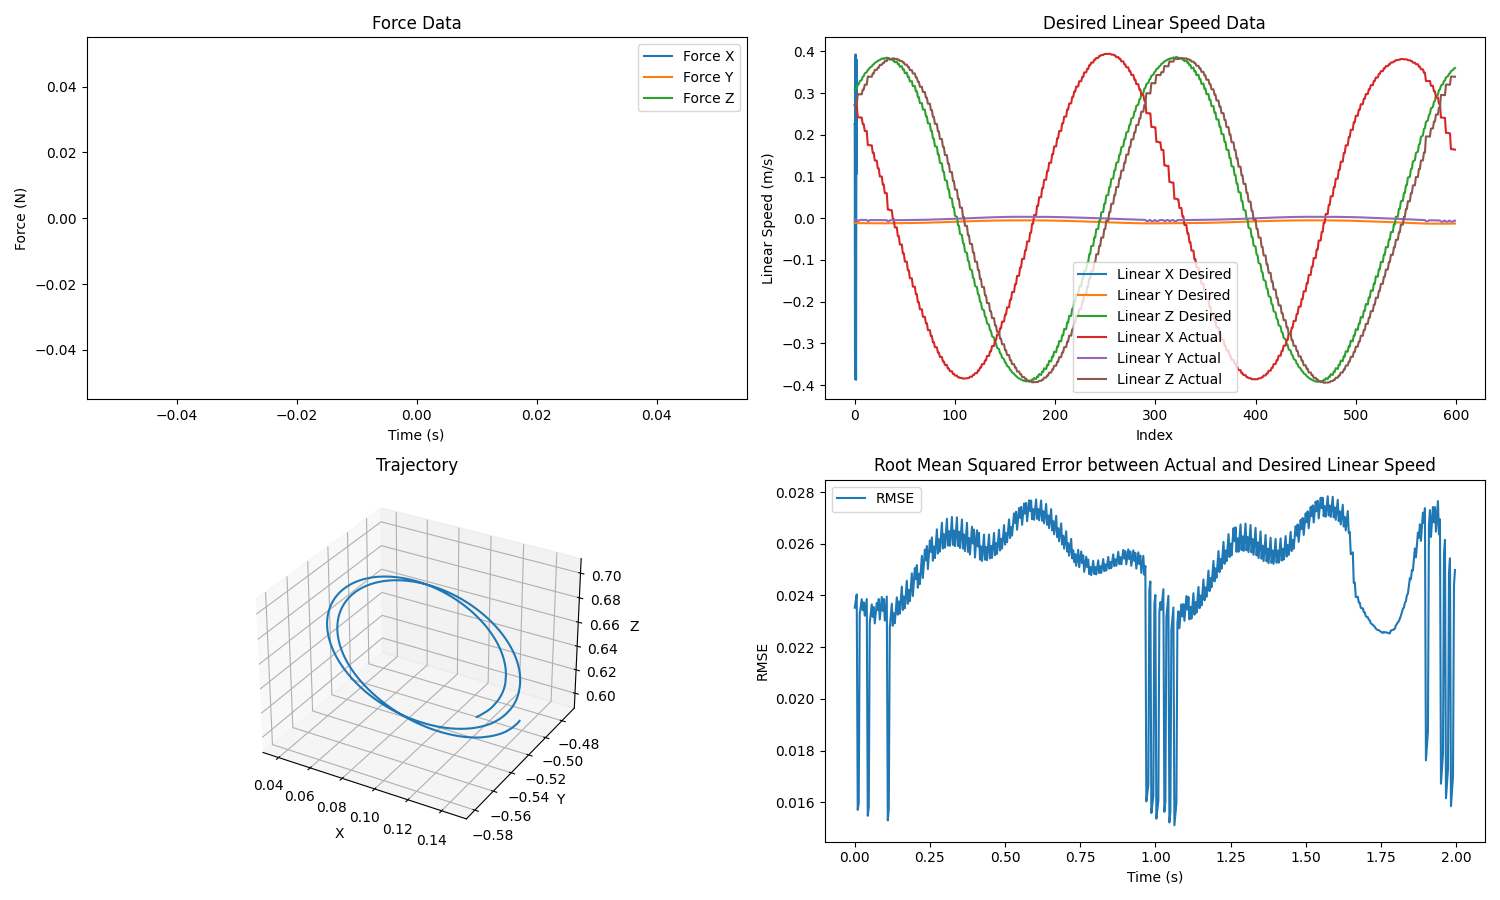 Force Data
Force X
Force Y
Force Z
0.04
0.02
0.00
−0.02
−0.04
Force (N)
−0.04
−0.02
0.00
0.02
0.04
Time (s)
Desired Linear Speed Data
0.4
0.3
0.2
0.1
0.0
−0.1
−0.2
−0.3
−0.4
Linear Speed (m/s)
Linear X Desired
Linear Y Desired
Linear Z Desired
Linear X Actual
Linear Y Actual
Linear Z Actual
0
100
200
300
400
500
600
Index
Trajectory
0.70
0.68
0.66
Z
0.64
0.62
0.60
−0.48
−0.50
−0.52
−0.54
Y
−0.56
−0.58
0.04
0.06
0.08
0.10
0.12
0.14
X
Root Mean Squared Error between Actual and Desired Linear Speed
RMSE
0.028
0.026
0.024
0.022
0.020
0.018
0.016
RMSE
0.00
0.25
0.50
0.75
1.00
1.25
1.50
1.75
2.00
Time (s)